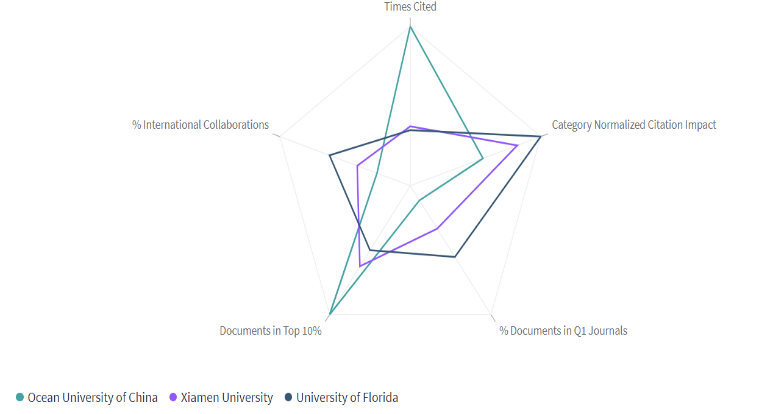 Times Cited
% International Collaborations
Category Normalized Citation Impact
Documents in Top 10%
% Documents in Q1 Journals
Ocean University of China
Xiamen University
University of Florida